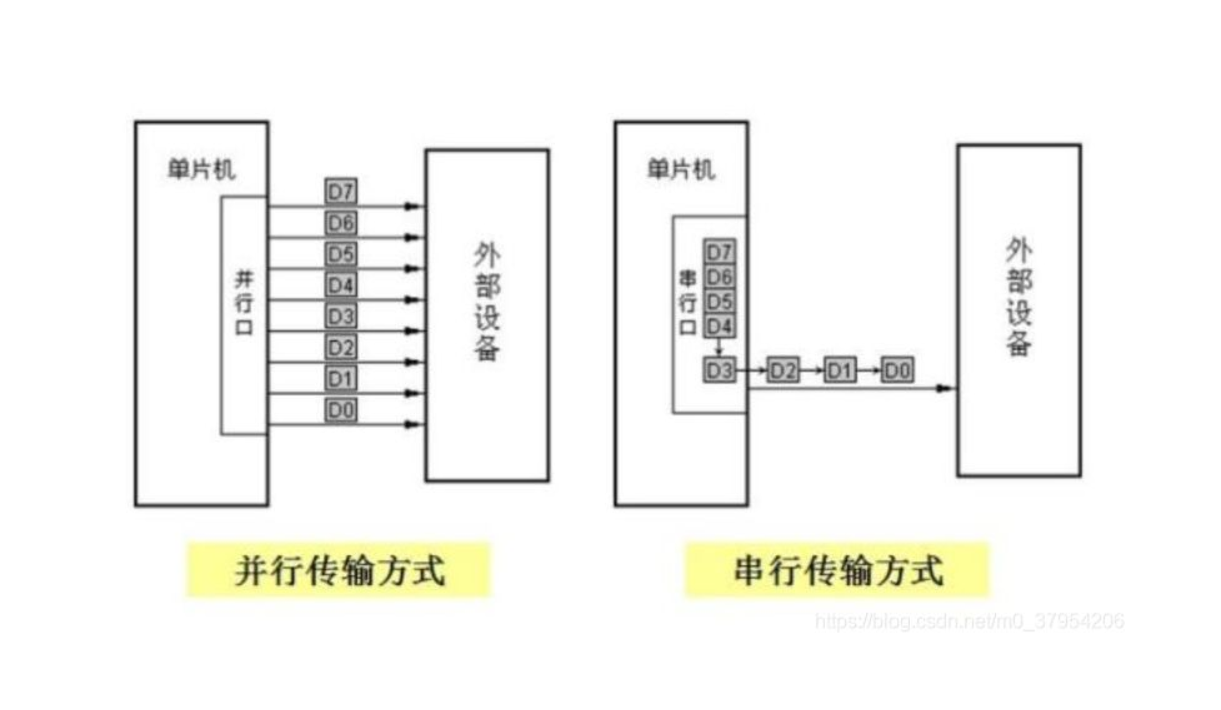 单片机
并行口
D7
D6
D5
D4
D3
D2
D1
D0
外部设备
并行传输方式
单片机
串行口
D7
D6
D5
D4
D3 D2 D1 D0
外部设备
串行传输方式
https://blog.csdn.net/m0_37954206